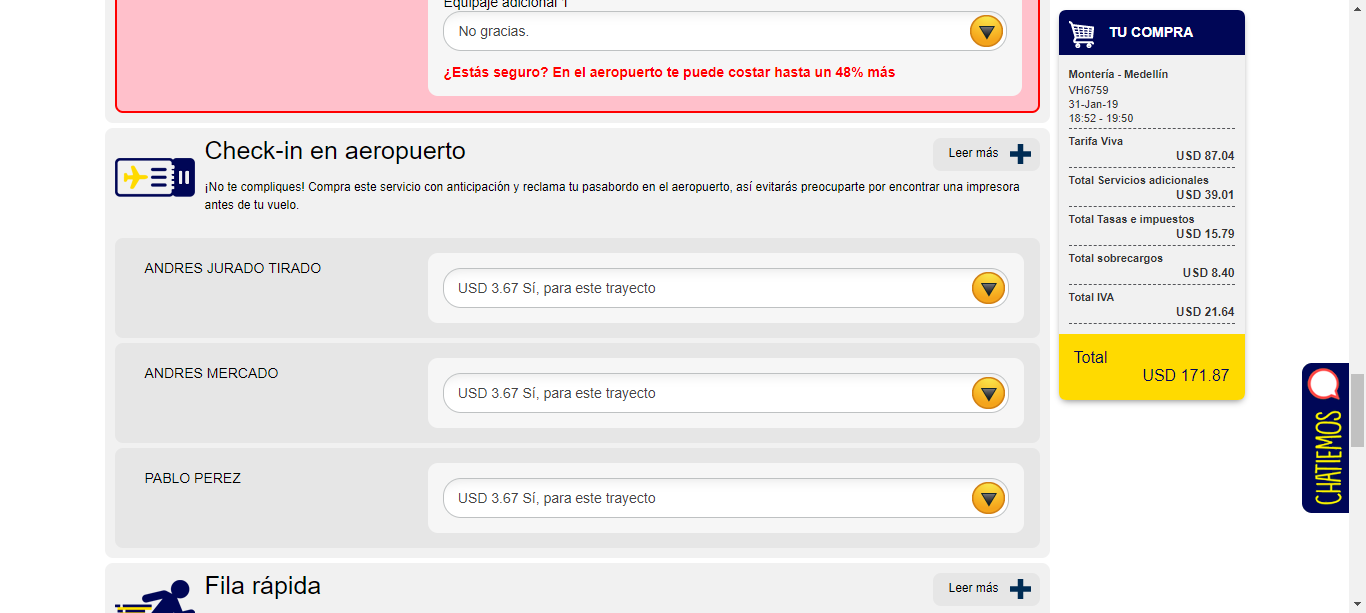 Equipaje adicional 1
No gracias.
¿Estás seguro? En el aeropuerto te puede costar hasta un 48% más
Check-in en aeropuerto
Leer más
¡No te compliques! Compra este servicio con anticipación y reclama tu pasabordo en el aeropuerto, así evitarás preocuparte por encontrar una impresora
antes de tu vuelo.
ANDRES JURADO TIRADO
USD 3.67 Sí, para este trayecto
ANDRES MERCADO
USD 3.67 Sí, para este trayecto
PABLO PEREZ
USD 3.67 Sí, para este trayecto
Fila rápida
Leer más
TU COMPRA
Montería - Medellín
VH6759
31-Jan-19
18:52 - 19:50
Tarifa Viva
USD 87.04
Total Servicios adicionales
USD 39.01
Total Tasas e impuestos
USD 15.79
Total sobrecargos
USD 8.40
Total IVA
USD 21.64
Total
USD 171.87
CHATIEMOS